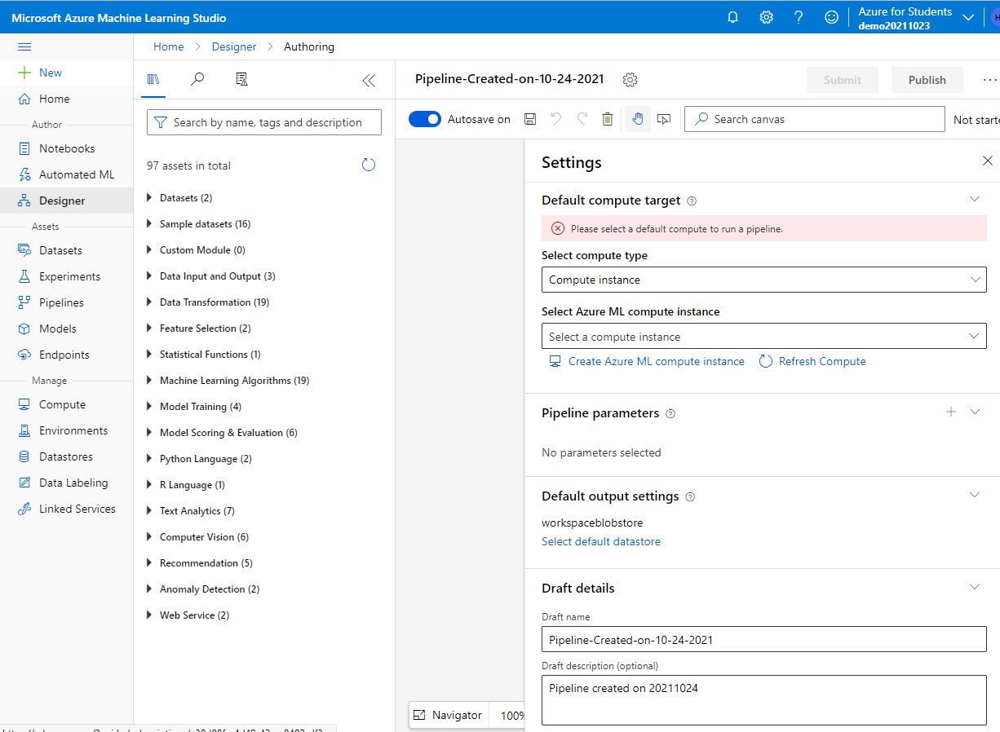 Microsoft Azure Machine Learning Studio
Azure for Students
demo20211023
New
Home
Author
Notebooks
Automated ML
Designer
Assets
Datasets
Experiments
Pipelines
Models
Endpoints
Manage
Compute
Environments
Datastores
Data Labeling
Linked Services
Home > Designer > Authoring
Search by name, tags and description
97 assets in total
Datasets (2)
Sample datasets (16)
Custom Module (0)
Data Input and Output (3)
Data Transformation (19)
Feature Selection (2)
Statistical Functions (1)
Machine Learning Algorithms (19)
Model Training (4)
Model Scoring & Evaluation (6)
Python Language (2)
R Language (1)
Text Analytics (7)
Computer Vision (6)
Recommendation (5)
Anomaly Detection (2)
Web Service (2)
Pipeline-Created-on-10-24-2021
Submit
Publish
Autosave on
Search canvas
Not starte
Settings
Default compute target
Please select a default compute to run a pipeline.
Select compute type
Compute instance
Select Azure ML compute instance
Select a compute instance
Create Azure ML compute instance Refresh Compute
Pipeline parameters
No parameters selected
Default output settings
workspaceblobstore
Select default datastore
Draft details
Draft name
Pipeline-Created-on-10-24-2021
Draft description (optional)
Pipeline created on 20211024
Navigator
100%